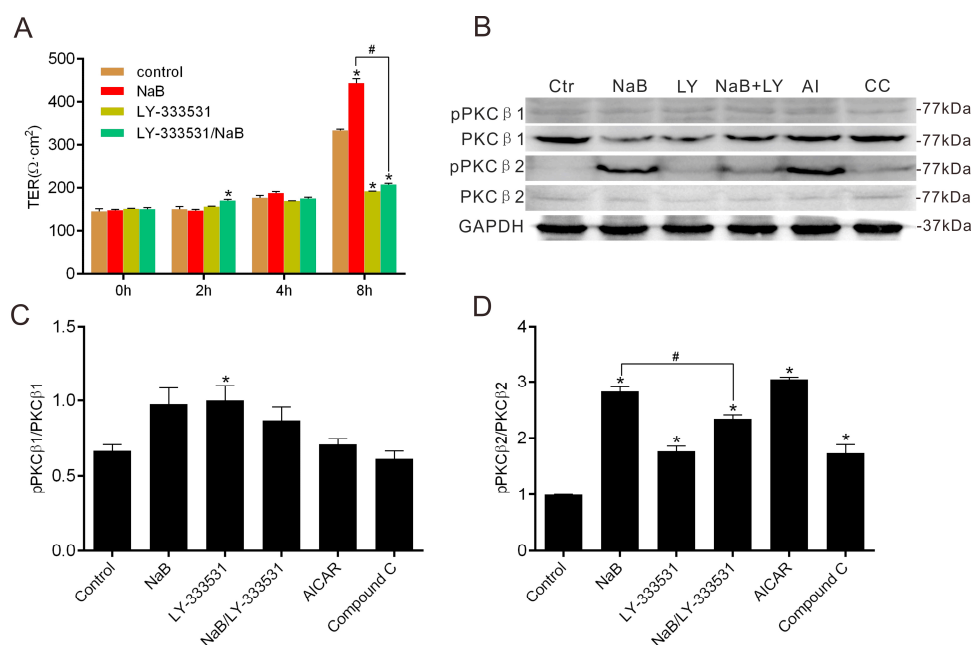 A
TER(Ω·cm²)
500
400
300
200
100
0
control
NaB
LY-333531
LY-333531/NaB
*
*
#
*
*
0h
2h
4h
8h
B
Ctr NaB LY NaB+LY AI CC
pPKCβ1 -77kDa
PKCβ1 -77kDa
pPKCβ2 -77kDa
PKCβ2 -77kDa
GAPDH -37kDa
C
pPKCβ1/PKCβ1
1.5
1.0
0.5
0.0
*
Control
NaB
LY-333531
NaB/LY-333531
AICAR
Compound C
D
pPKCβ2/PKCβ2
4
3
2
1
0
*
*
#
*
*
*
Control
NaB
LY-333531
NaB/LY-333531
AICAR
Compound C